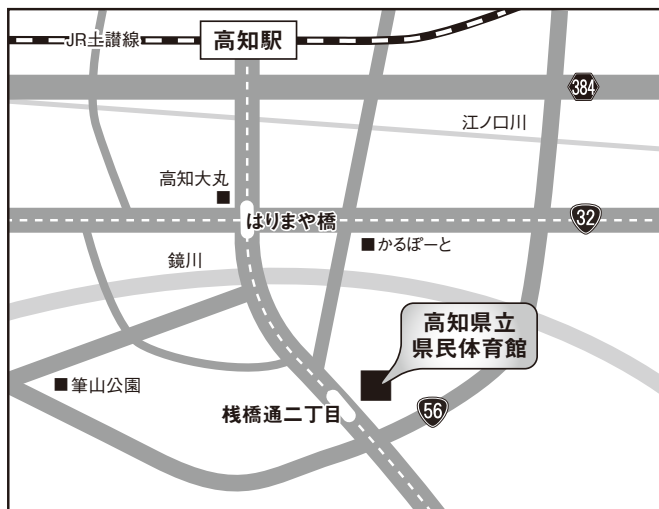 JR土讃線
高知駅
384
江ノ口川
高知大丸
はりまや橋
32
かるぽーと
鏡川
高知県立
県民体育館
筆山公園
桟橋通二丁目
56